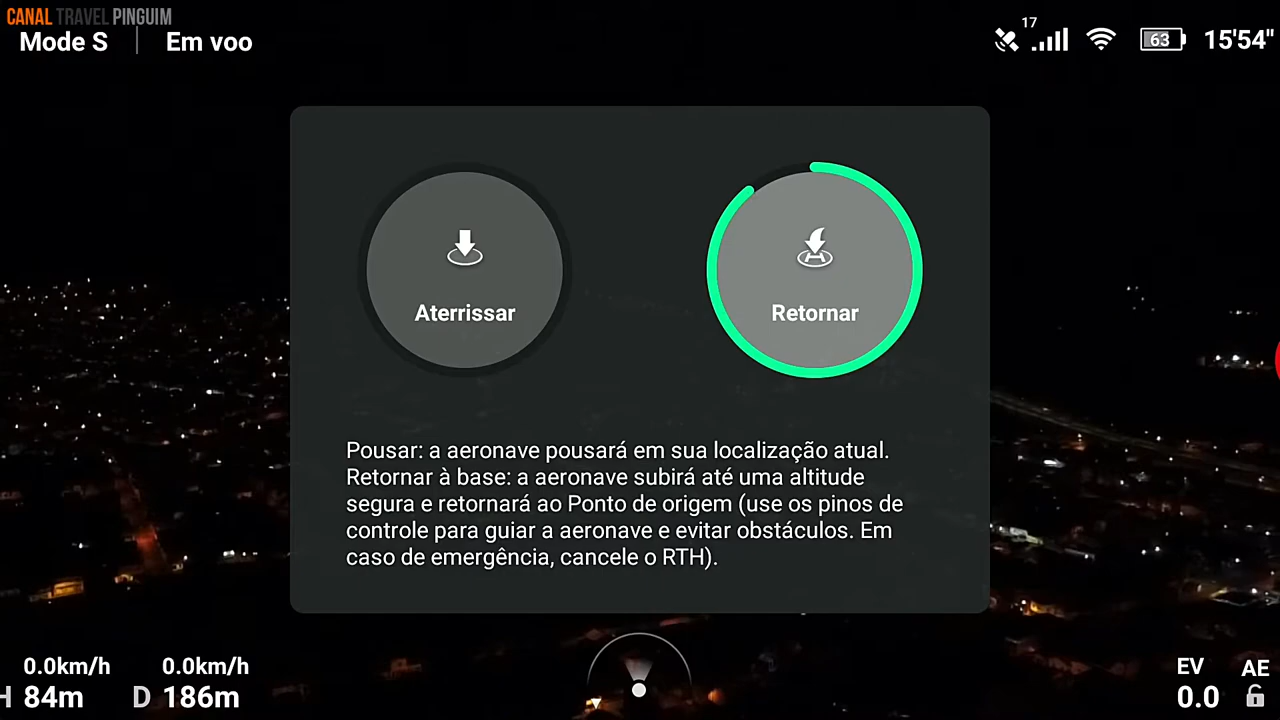 CANAL TRAVEL PINGUIM
Mode S
Em voo
17
63
15'54"
Aterrissar
Retornar
Pousar: a aeronave pousará em sua localização atual.
Retornar à base: a aeronave subirá até uma altitude
segura e retornará ao Ponto de origem (use os pinos de
controle para guiar a aeronave e evitar obstáculos. Em
caso de emergência, cancele o RTH).
0.0km/h
0.0km/h
H 84m
D 186m
EV
0.0
AE